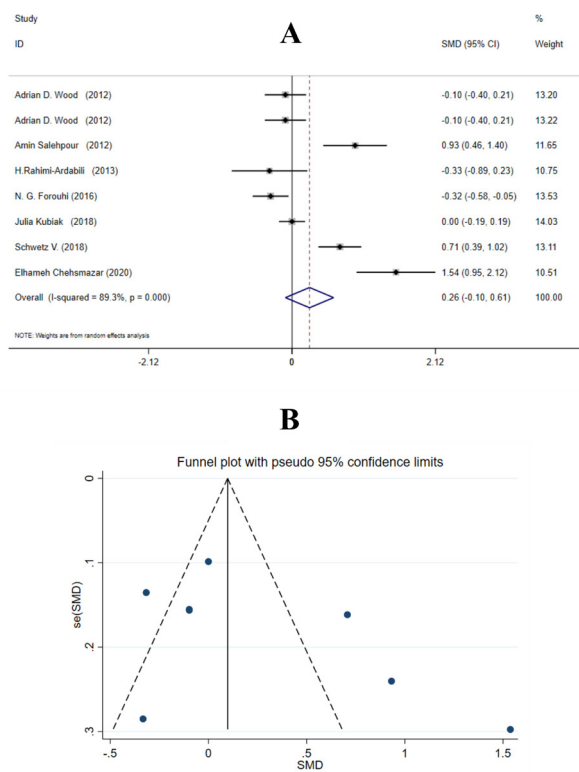 Study %
ID SMD (95% CI) Weight
A
Adrian D. Wood (2012) -0.10 (-0.40, 0.21) 13.20
Adrian D. Wood (2012) -0.10 (-0.40, 0.21) 13.22
Amin Salehpour (2012) 0.93 (0.46, 1.40) 11.65
H.Rahimi-Ardabili (2013) -0.33 (-0.89, 0.23) 10.75
N. G. Forouhi (2016) -0.32 (-0.58, -0.05) 13.53
Julia Kubiak (2018) 0.00 (-0.19, 0.19) 14.03
Schwetz V. (2018) 0.71 (0.39, 1.02) 13.11
Elhameh Chehsmazar (2020) 1.54 (0.95, 2.12) 10.51
Overall (I-squared = 89.3%, p = 0.000) 0.26 (-0.10, 0.61) 100.00
NOTE: Weights are from random effects analysis
-2.12 0 2.12
B
Funnel plot with pseudo 95% confidence limits
0
.1
.2
.3
se(SMD)
-.5 0 .5 1 1.5
SMD